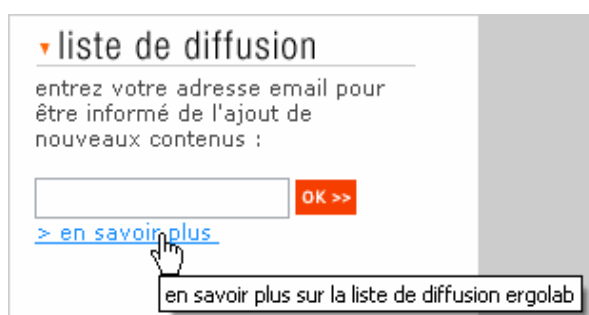 liste de diffusion
entrez votre adresse email pour
être informé de l'ajout de
nouveaux contenus :
OK >>
> en savoir plus
en savoir plus sur la liste de diffusion ergolab